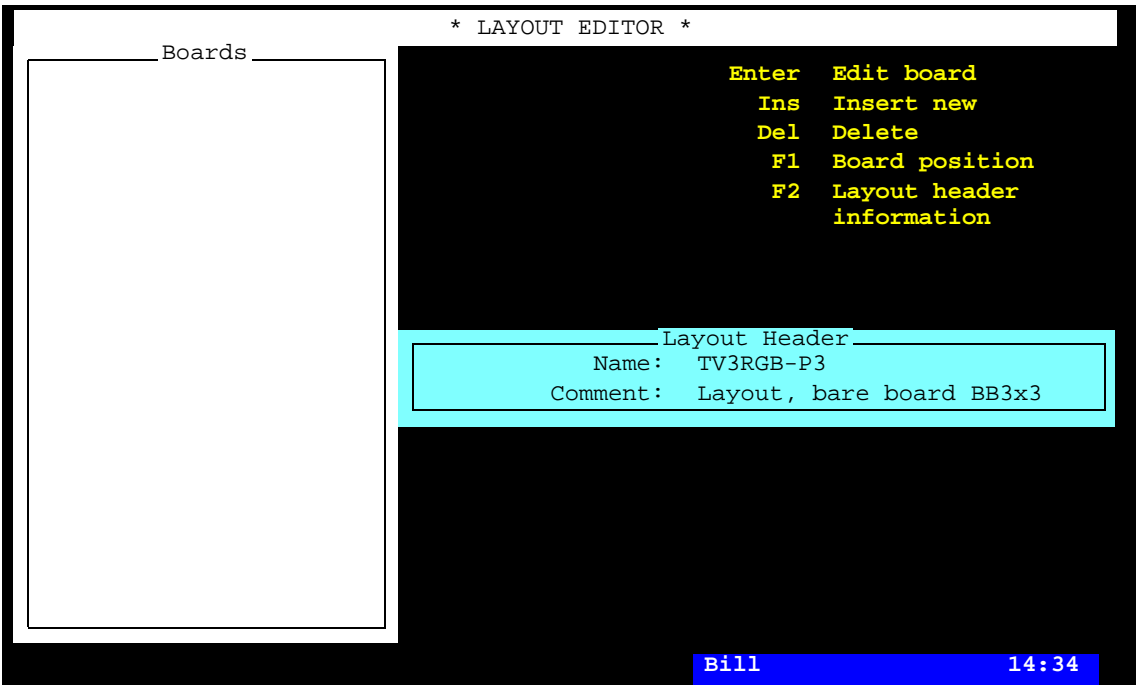 * LAYOUT EDITOR *
Boards
Enter Edit board
Ins Insert new
Del Delete
F1 Board position
F2 Layout header
information
Layout Header
Name: TV3RGB-P3
Comment: Layout, bare board BB3x3
Bill 14:34